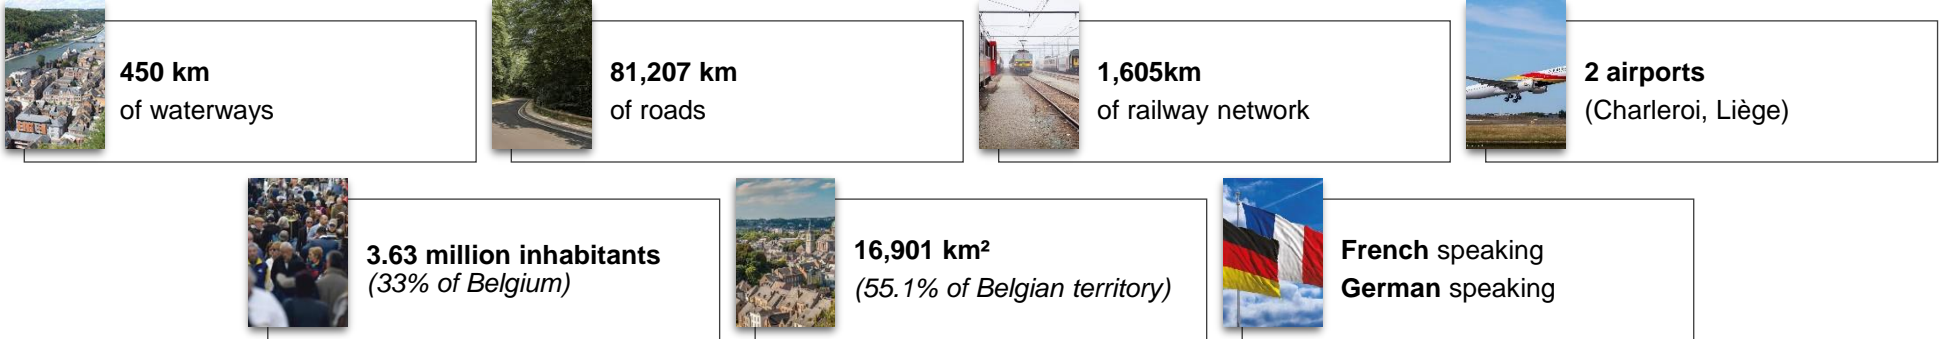 450 km
of waterways
81,207 km
of roads
1,605km
of railway network
2 airports
(Charleroi, Liège)
3.63 million inhabitants
(33% of Belgium)
16,901 km²
(55.1% of Belgian territory)
French speaking
German speaking